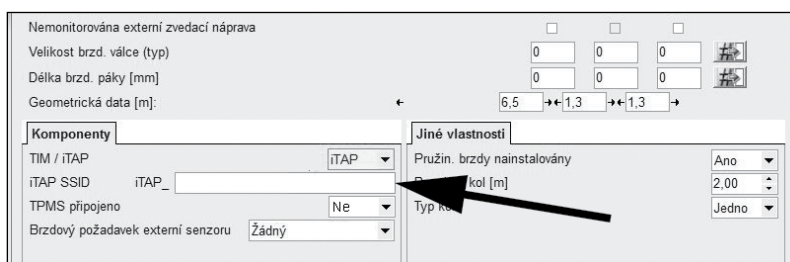 Nemonitorována externí zvedací náprava
Velikost brzd. válce (typ) 0 0 0
Délka brzd. páky [mm] 0 0 0
Geometrická data [m]: 6,5 1,3 1,3
Komponenty
TIM / iTAP iTAP
iTAP SSID iTAP_
TPMS připojeno Ne
Brzdový požadavek externí senzoru Žádný
Jiné vlastnosti
Pružin. brzdy nainstalovány Ano
kol [m] 2,00
Typ Jedno